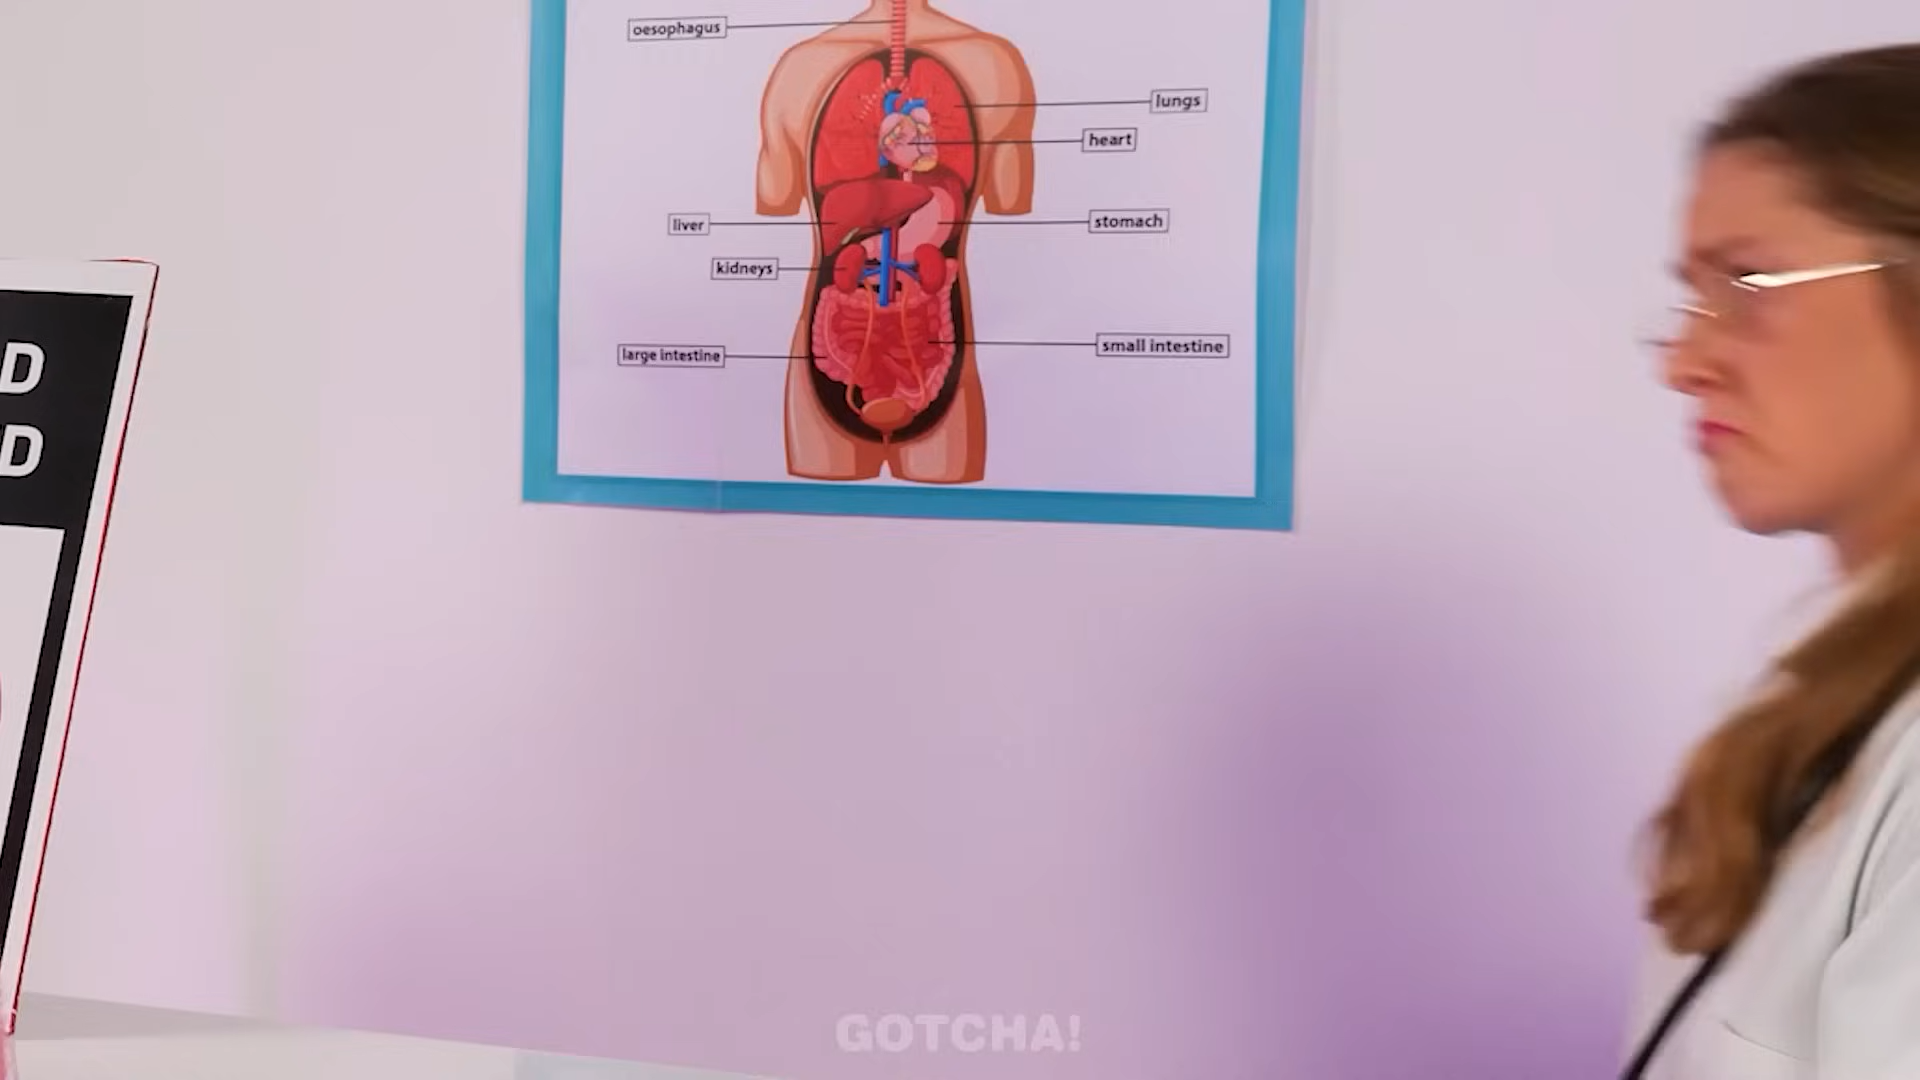 oesophagus
lungs
heart
liver
stomach
kidneys
large intestine
small intestine
D
D
GOTCHA!